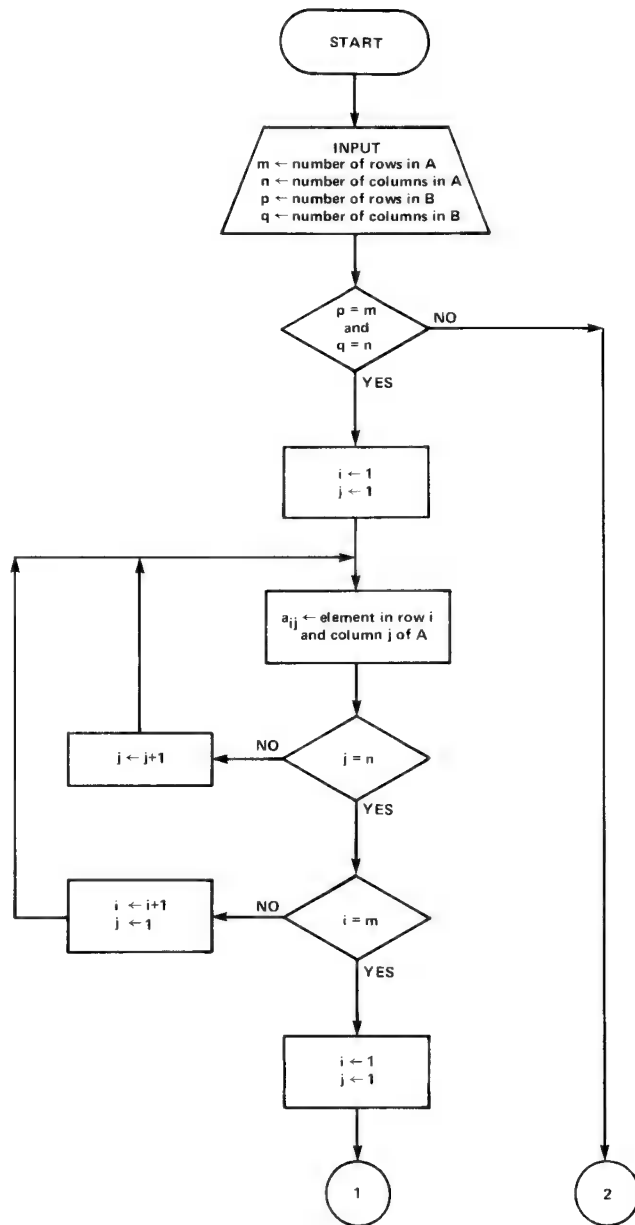 START
INPUT
m ← number of rows in A
n ← number of columns in A
p ← number of rows in B
q ← number of columns in B
p = m
and
q = n
NO
YES
i ← 1
j ← 1
aij ← element in row i
and column j of A
j ← j+1
NO
j = n
YES
i ← i+1
j ← 1
NO
i = m
YES
i ← 1
j ← 1
1
2